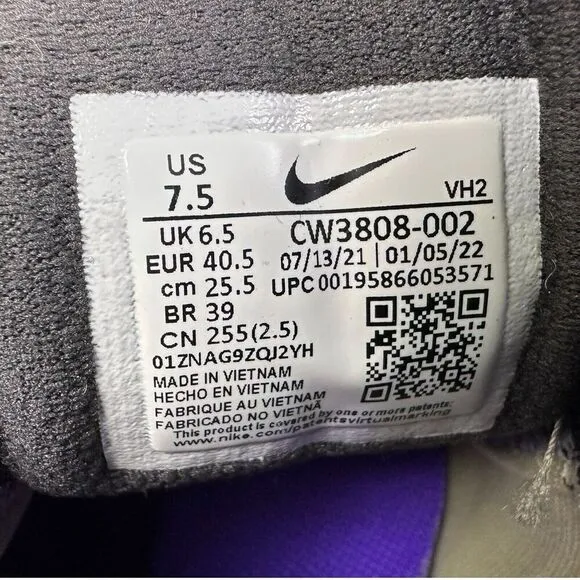 US
7.5
VH2
UK 6.5
CW3808-002
EUR 40.5
07/13/21 | 01/05/22
cm 25.5
UPC 00195866053571
BR 39
CN 255(2.5)
01ZNAG9ZQJ2YH
MADE IN VIETNAM
HECHO EN VIETNAM
FABRIQUE AU VIETNAM
FABRICADO NO VIETNÃ
This product is covered by one or more patents:
www.nike.com/patentsvirtualmarking